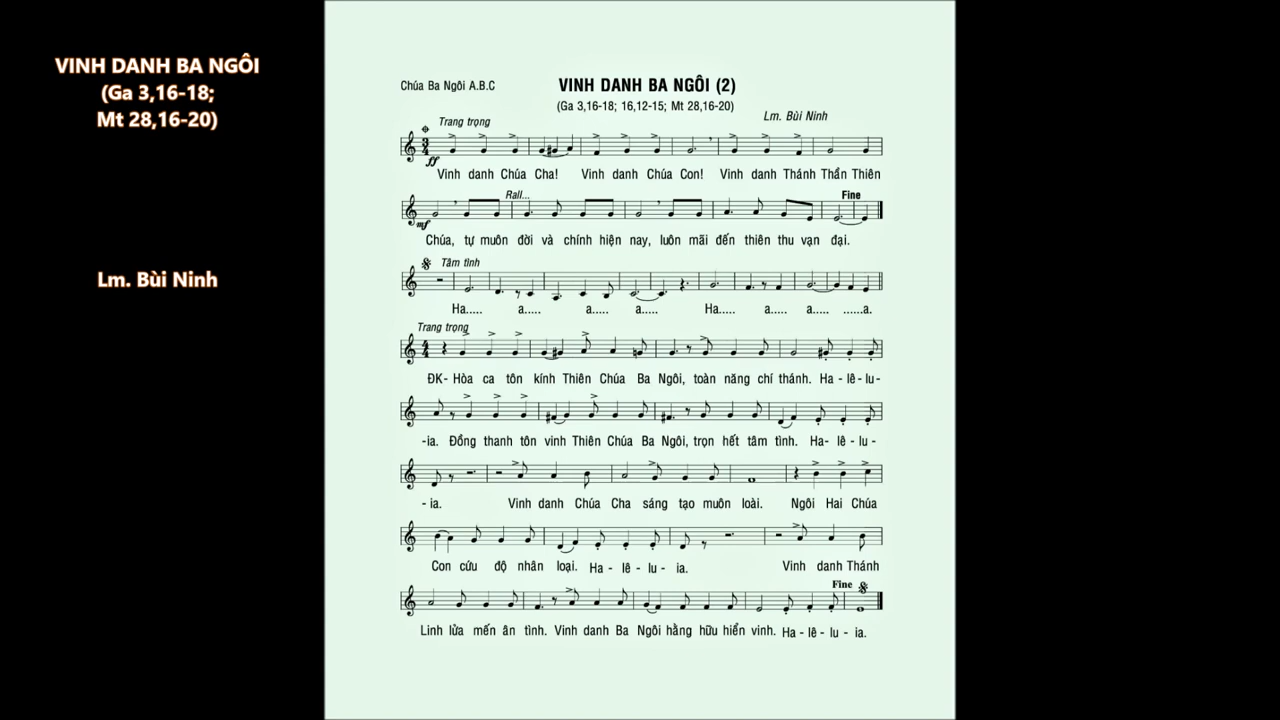 VINH DANH BA NGÔI
(Ga 3,16-18;
Mt 28,16-20)
Lm. Bùi Ninh
Chúa Ba Ngôi A.B.C
VINH DANH BA NGÔI (2)
(Ga 3,16-18; 16,12-15; Mt 28,16-20)
Lm. Bùi Ninh
Trang trọng
ff
Vinh danh Chúa Cha! Vinh danh Chúa Con! Vinh danh Thánh Thần Thiên
Rall...
Fine
mf
Chúa, tự muôn đời và chính hiện nay, luôn mãi đến thiên thu vạn đại.
Tâm tình
Ha..... a..... a..... a..... Ha..... a..... a..... ......a.
Trang trọng
ĐK- Hòa ca tôn kính Thiên Chúa Ba Ngôi, toàn năng chí thánh. Ha - lê - lu -
-ia. Đồng thanh tôn vinh Thiên Chúa Ba Ngôi, trọn hết tâm tình. Ha- lê - lu -
- ia. Vinh danh Chúa Cha sáng tạo muôn loài. Ngôi Hai Chúa
Con cứu độ nhân loại. Ha - lê - lu - ia. Vinh danh Thánh
Fine
Linh lửa mến ân tình. Vinh danh Ba Ngôi hằng hữu hiển vinh. Ha - lê - lu - ia.